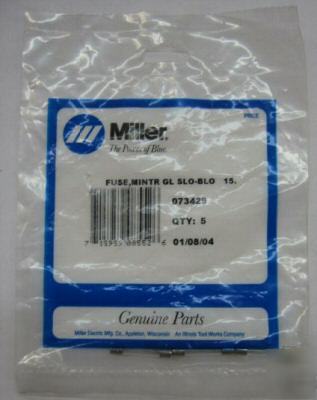 PRICE
Miller.
The Power of Blue.
FUSE,MINTR GL SLO-BLO 15.
073429
QTY: 5
01/08/04
Genuine Parts
Miller Electric Mfg. Co., Appleton, Wisconsin An Illinois Tool Works Company